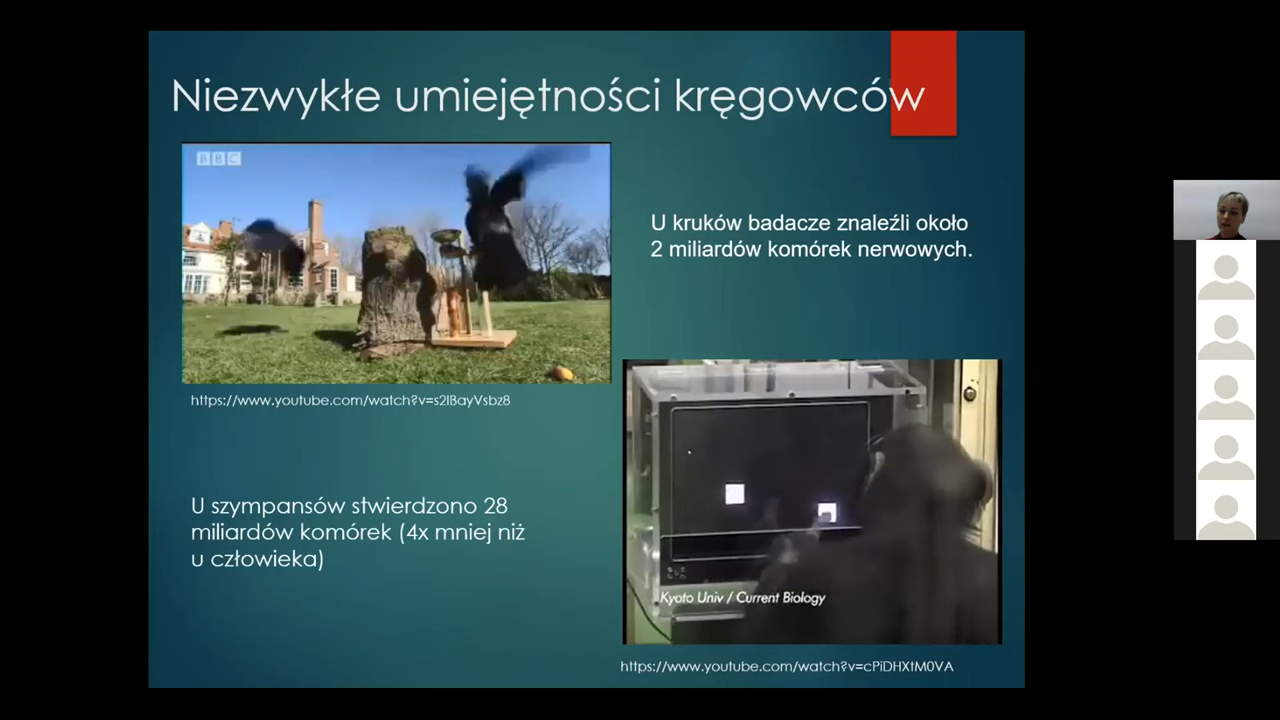 Niezwykłe umiejętności kręgowców
BBC
U kruków badacze znaleźli około
2 miliardów komórek nerwowych.
https://www.youtube.com/watch?v=s2IBayVsbz8
U szympansów stwierdzono 28
miliardów komórek (4x mniej niż
u człowieka)
Kyoto Univ / Current Biology
https://www.youtube.com/watch?v=cPiDHXtM0VA